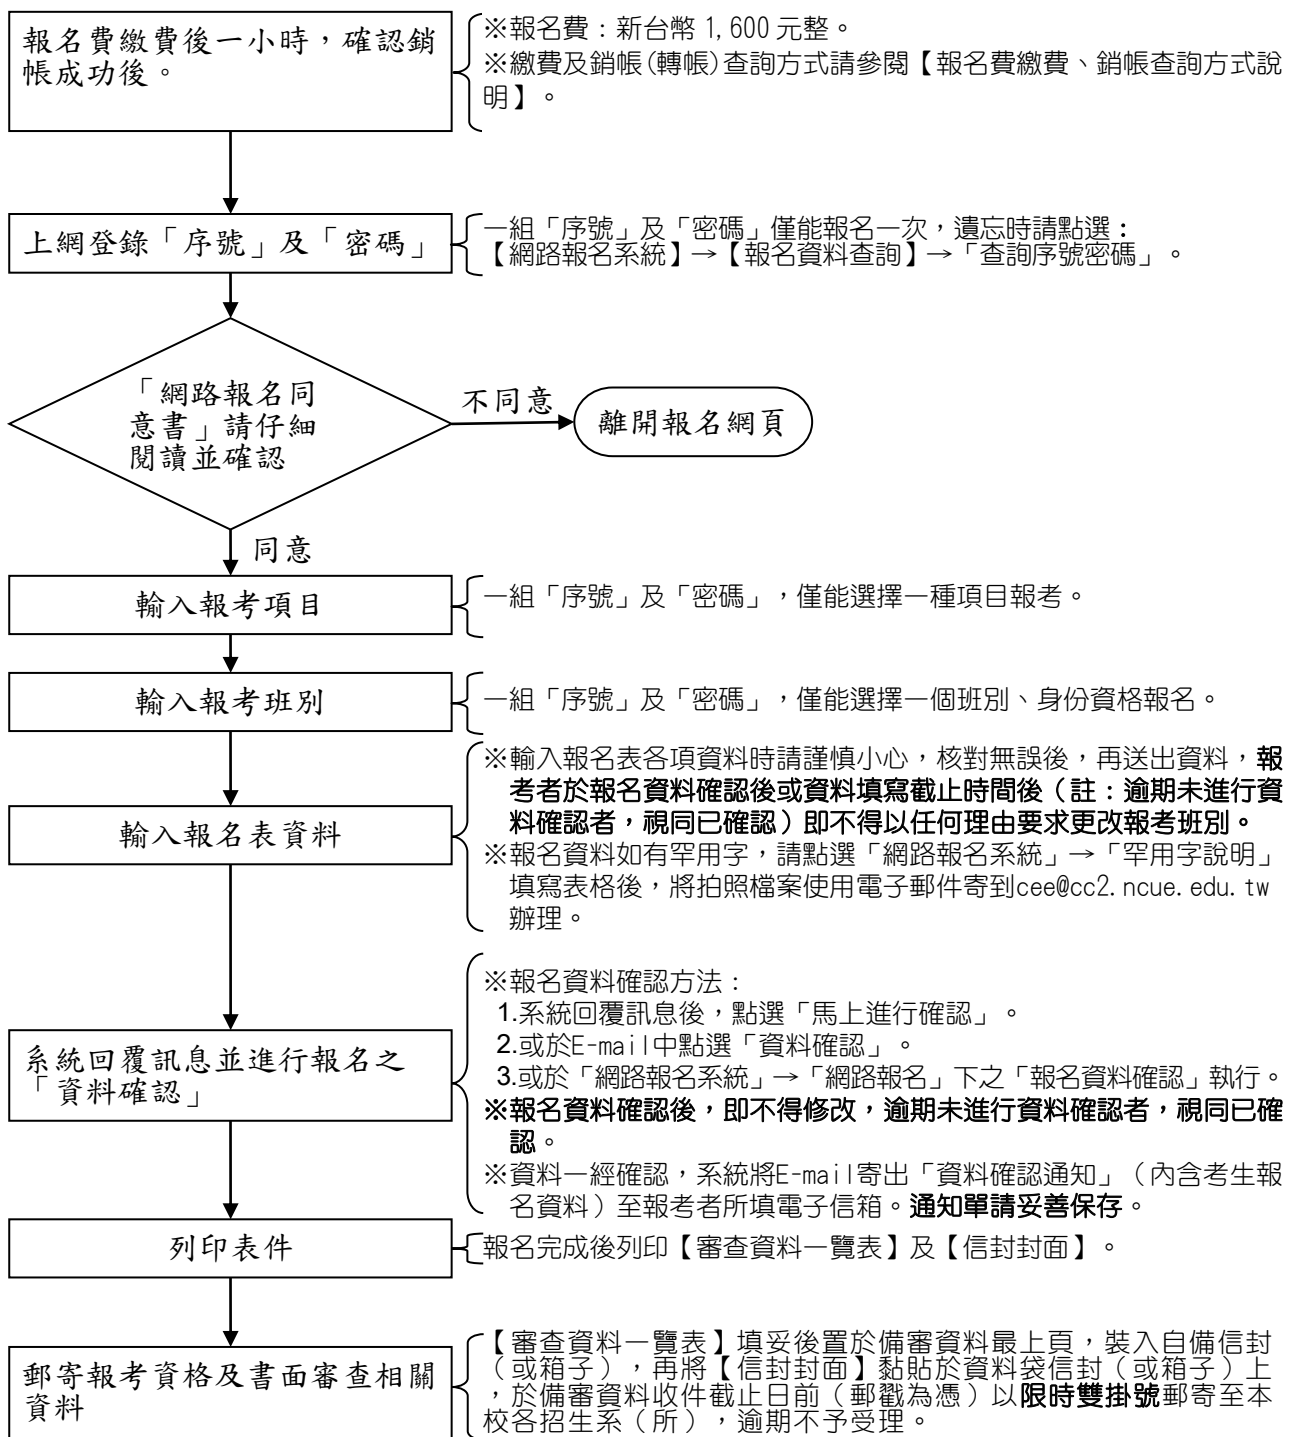 報名費繳費後一小時，確認銷
帳成功後。
※報名費：新台幣 1,600 元整。
※繳費及銷帳(轉帳)查詢方式請參閱【報名費繳費、銷帳查詢方式說
明】。
上網登錄「序號」及「密碼」
一組「序號」及「密碼」僅能報名一次，遺忘時請點選：
【網路報名系統】→【報名資料查詢】→「查詢序號密碼」。
「網路報名同
意書」請仔細
閱讀並確認
不同意
離開報名網頁
同意
輸入報考項目
一組「序號」及「密碼」，僅能選擇一種項目報考。
輸入報考班別
一組「序號」及「密碼」，僅能選擇一個班別、身份資格報名。
輸入報名表資料
※輸入報名表各項資料時請謹慎小心，核對無誤後，再送出資料，報
考者於報名資料確認後或資料填寫截止時間後（註：逾期未進行資
料確認者，視同已確認）即不得以任何理由要求更改報考班別。
※報名資料如有罕用字，請點選「網路報名系統」→「罕用字說明」
填寫表格後，將拍照檔案使用電子郵件寄到cee@cc2.ncue.edu.tw
辦理。
系統回覆訊息並進行報名之
「資料確認」
※報名資料確認方法：
1.系統回覆訊息後，點選「馬上進行確認」。
2.或於E-mail中點選「資料確認」。
3.或於「網路報名系統」→「網路報名」下之「報名資料確認」執行。
※報名資料確認後，即不得修改，逾期未進行資料確認者，視同已確
認。
※資料一經確認，系統將E-mail寄出「資料確認通知」（內含考生報
名資料）至報考者所填電子信箱。通知單請妥善保存。
列印表件
報名完成後列印【審查資料一覽表】及【信封封面】。
郵寄報考資格及書面審查相關
資料
【審查資料一覽表】填妥後置於備審資料最上頁，裝入自備信封
（或箱子），再將【信封封面】黏貼於資料袋信封（或箱子）上
，於備審資料收件截止日前（郵戳為憑）以限時雙掛號郵寄至本
校各招生系（所），逾期不予受理。